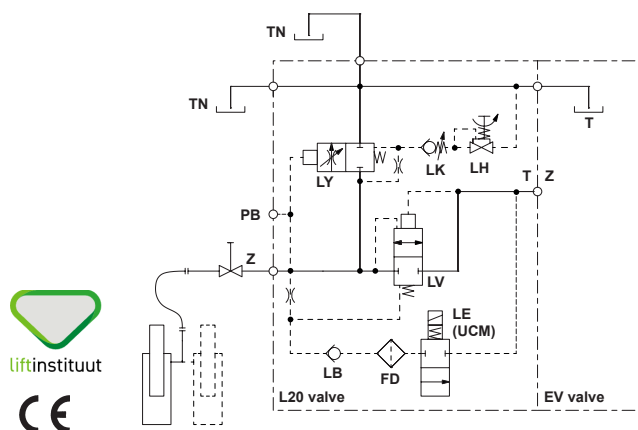 TN
TN
T
LY
LK
LH
PB
T
Z
Z
LV
LE
(UCM)
LB
FD
L20 valve
EV valve
liftinstituut
CE